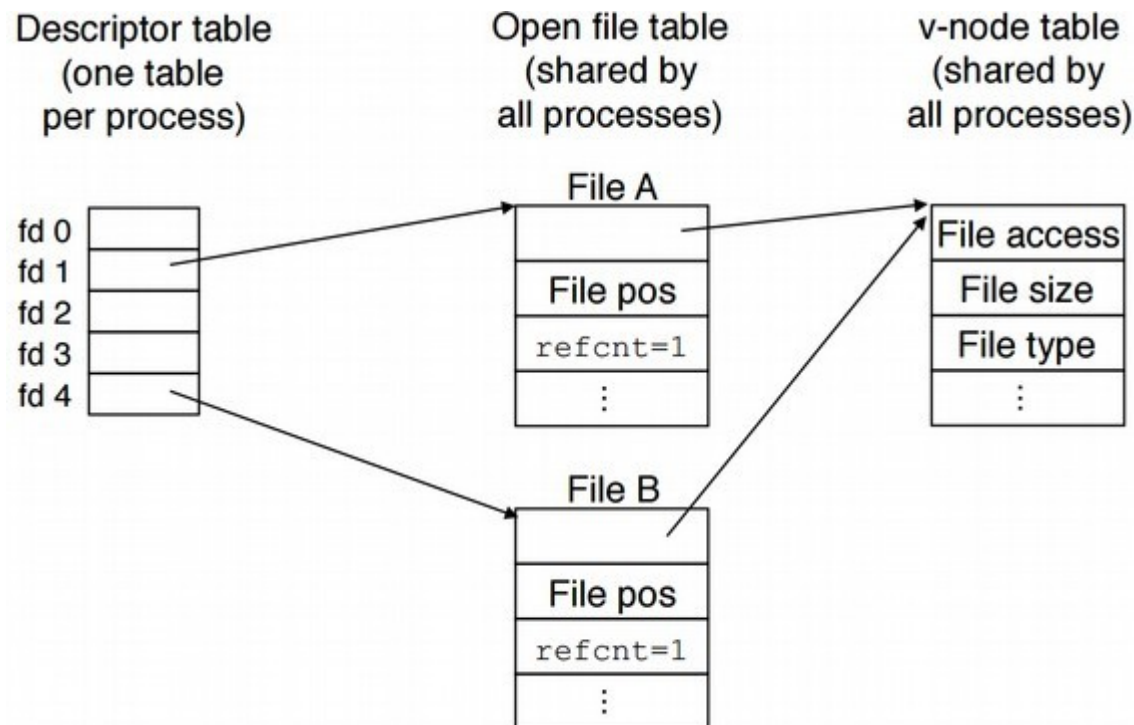 Descriptor table
(one table
per process)
Open file table
(shared by
all processes)
v-node table
(shared by
all processes)
fd 0
fd 1
fd 2
fd 3
fd 4
File A
File pos
refcnt=1
⋮
File B
File pos
refcnt=1
⋮
File access
File size
File type
⋮